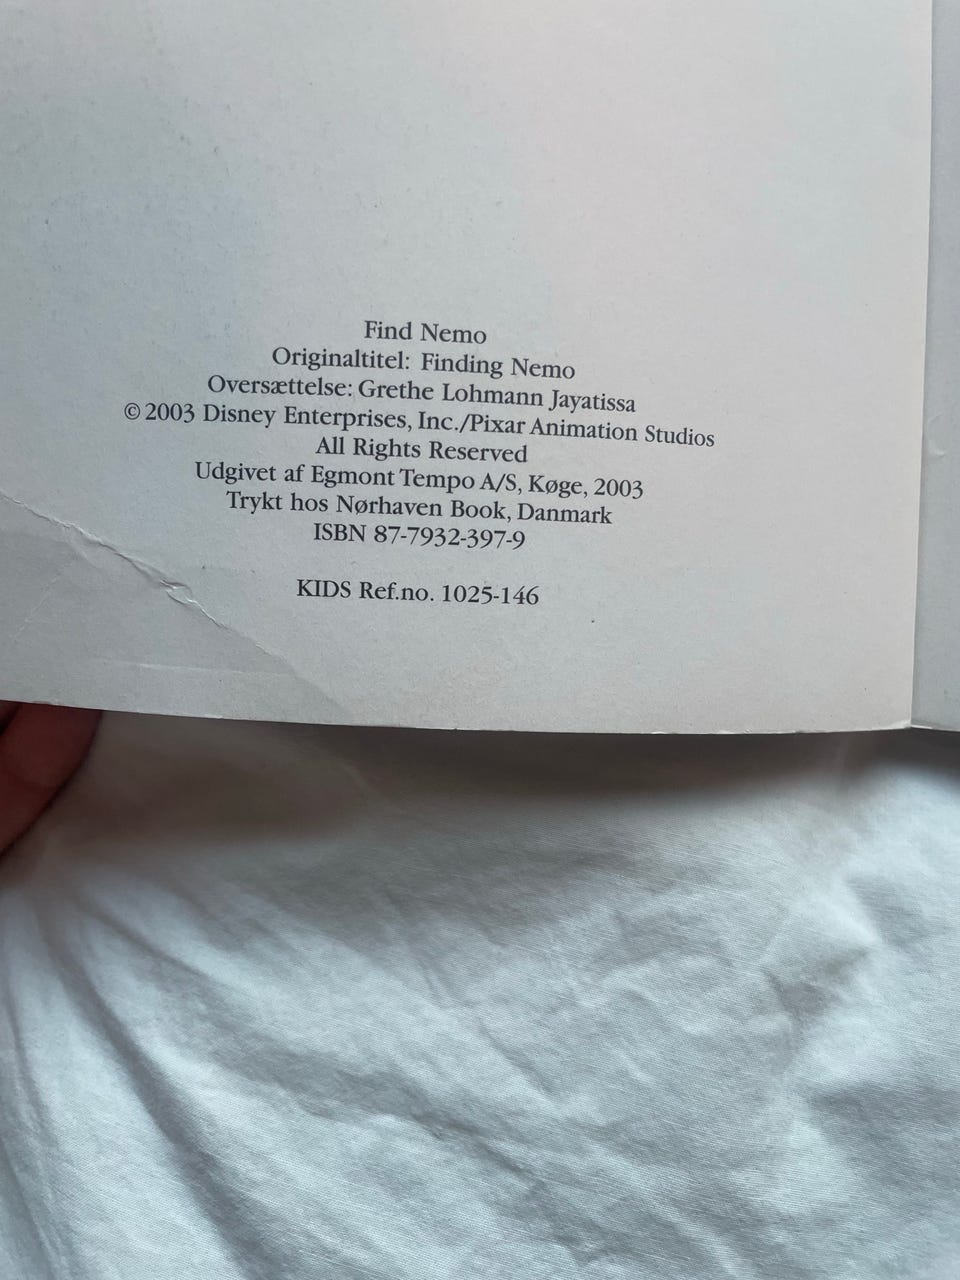 Find Nemo
Originaltitel: Finding Nemo
Oversættelse: Grethe Lohmann Jayatissa
© 2003 Disney Enterprises, Inc./Pixar Animation Studios
All Rights Reserved
Udgivet af Egmont Tempo A/S, Køge, 2003
Trykt hos Nørhaven Book, Danmark
ISBN 87-7932-397-9
KIDS Ref.no. 1025-146